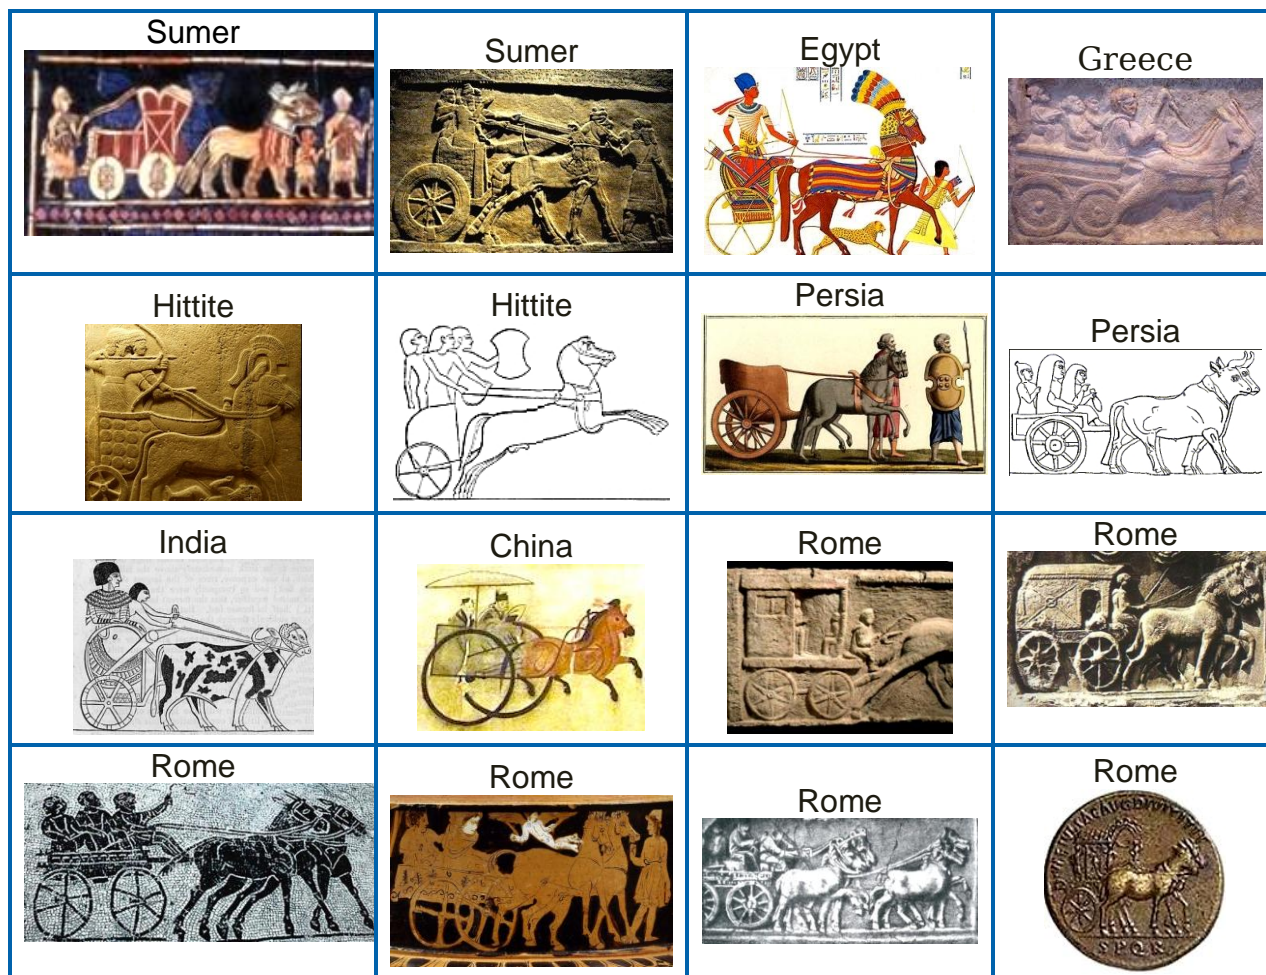 Sumer
Sumer
Egypt
Greece
Hittite
Hittite
Persia
Persia
India
China
Rome
Rome
Rome
Rome
Rome
Rome
SPQR